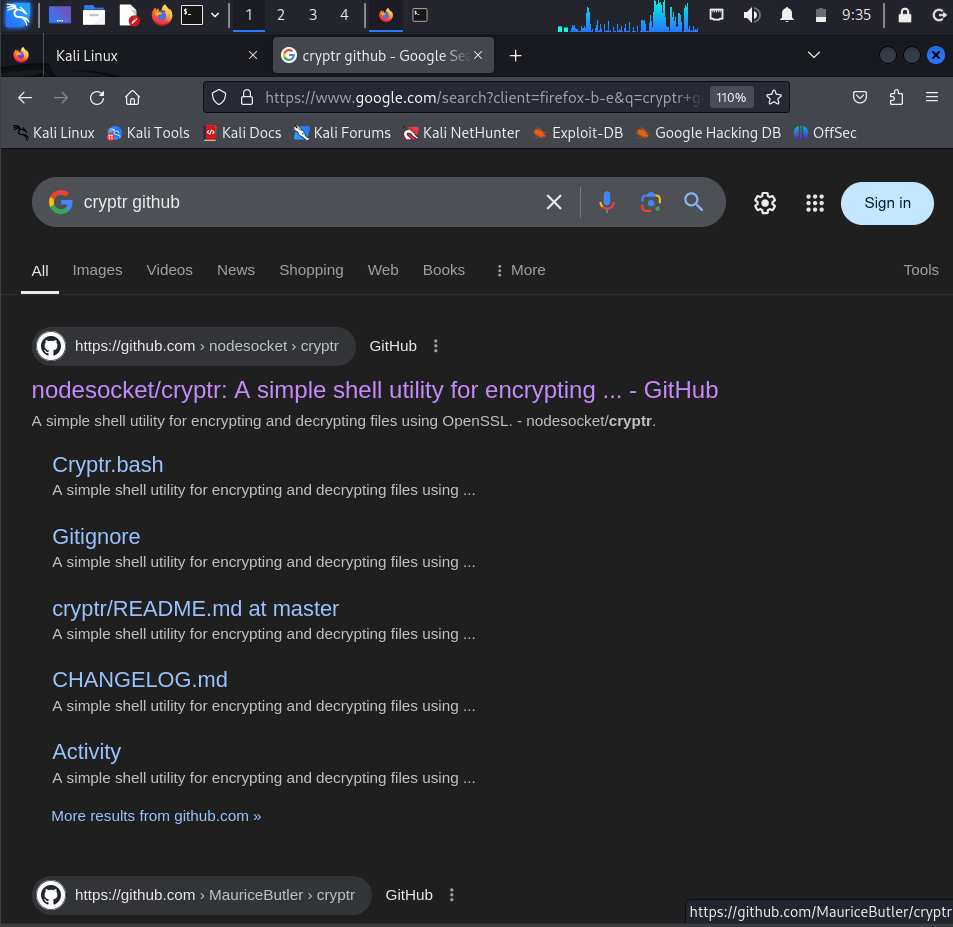 1 2 3 4 9:35
Kali Linux cryptr github - Google Se
https://www.google.com/search?client=firefox-b-e&q=cryptr+g 110%
Kali Linux Kali Tools Kali Docs Kali Forums Kali NetHunter Exploit-DB Google Hacking DB OffSec
cryptr github Sign in
All Images Videos News Shopping Web Books More Tools
https://github.com › nodesocket › cryptr GitHub
nodesocket/cryptr: A simple shell utility for encrypting ... - GitHub
A simple shell utility for encrypting and decrypting files using OpenSSL. - nodesocket/cryptr.
Cryptr.bash
A simple shell utility for encrypting and decrypting files using ...
Gitignore
A simple shell utility for encrypting and decrypting files using ...
cryptr/README.md at master
A simple shell utility for encrypting and decrypting files using ...
CHANGELOG.md
A simple shell utility for encrypting and decrypting files using ...
Activity
A simple shell utility for encrypting and decrypting files using ...
More results from github.com »
https://github.com › MauriceButler › cryptr GitHub
https://github.com/MauriceButler/cryptr